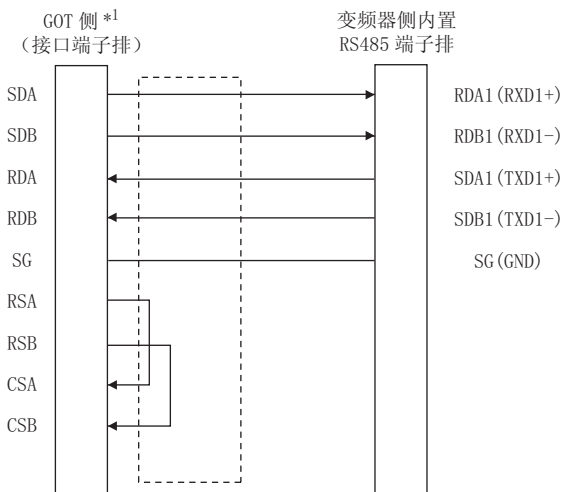 GOT 侧 *1
（接口端子排）
变频器侧内置
RS485 端子排
SDA
RDA1(RXD1+)
SDB
RDB1(RXD1-)
RDA
SDA1(TXD1+)
RDB
SDB1(TXD1-)
SG
SG(GND)
RSA
RSB
CSA
CSB